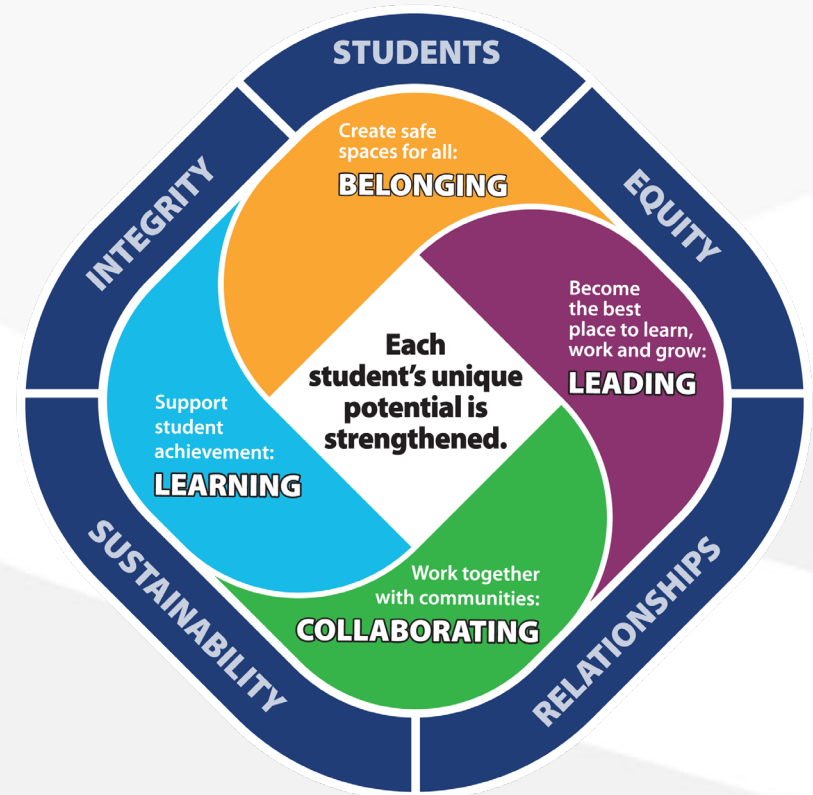 STUDENTS
INTEGRITY
EQUITY
Create safe
spaces for all:
BELONGING
Become
the best
place to learn,
work and grow:
LEADING
Each
student's unique
potential is
strengthened.
Support
student
achievement:
LEARNING
Work together
with communities:
COLLABORATING
SUSTAINABILITY
RELATIONSHIPS